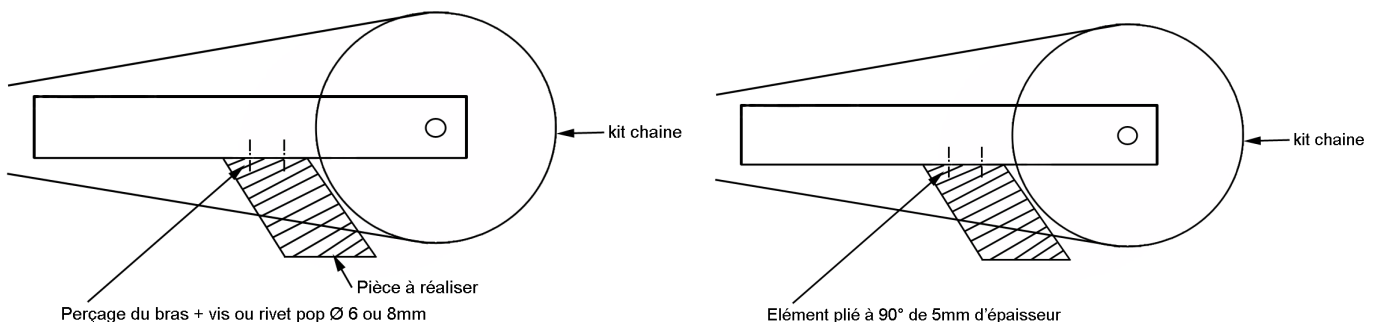 kit chaine
Pièce à réaliser
Perçage du bras + vis ou rivet pop Ø 6 ou 8mm
kit chaine
Elément plié à 90° de 5mm d'épaisseur